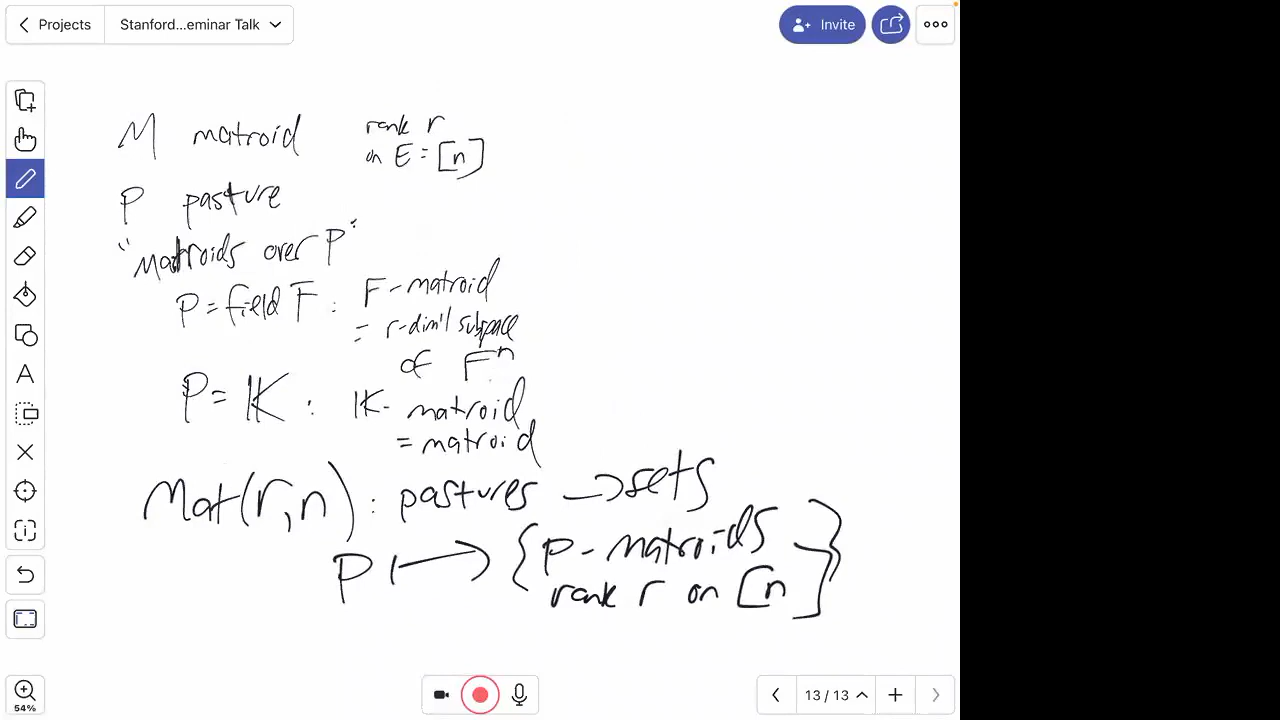 Projects
Stanford...eminar Talk
Invite
M matroid rank r
on E = [n]
P pasture
"matroids over P"
P = field F : F-matroid
= r-dim'l subspace
of Fⁿ
P = 𝕂 : 𝕂-matroid
= matroid
Mat(r,n) : pastures → sets
P ↦ { P-matroids
rank r on [n] }
54%
13 / 13